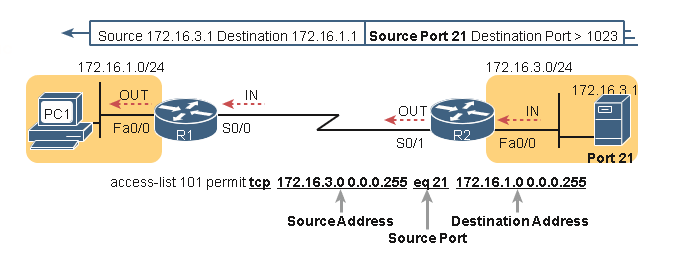 Source 172.16.3.1 Destination 172.16.1.1 Source Port 21 Destination Port > 1023
172.16.1.0/24
172.16.3.0/24
172.16.3.1
OUT
IN
OUT
IN
PC1
R1
R2
Fa0/0
S0/0
S0/1
Fa0/0
Port 21
access-list 101 permit tcp 172.16.3.0 0.0.0.255 eq 21 172.16.1.0 0.0.0.255
Source Address
Destination Address
Source Port